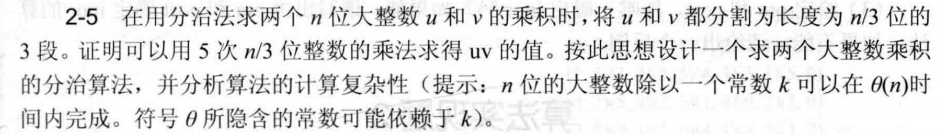 2-5 在用分治法求两个 n 位大整数 u 和 v 的乘积时,将 u 和 v 都分割为长度为 n/3 位的
3 段。证明可以用 5 次 n/3 位整数的乘法求得 uv 的值。按此思想设计一个求两个大整数乘积
的分治算法，并分析算法的计算复杂性（提示：n 位的大整数除以一个常数 k 可以在 θ(n)时
间内完成。符号 θ 所隐含的常数可能依赖于 k)。